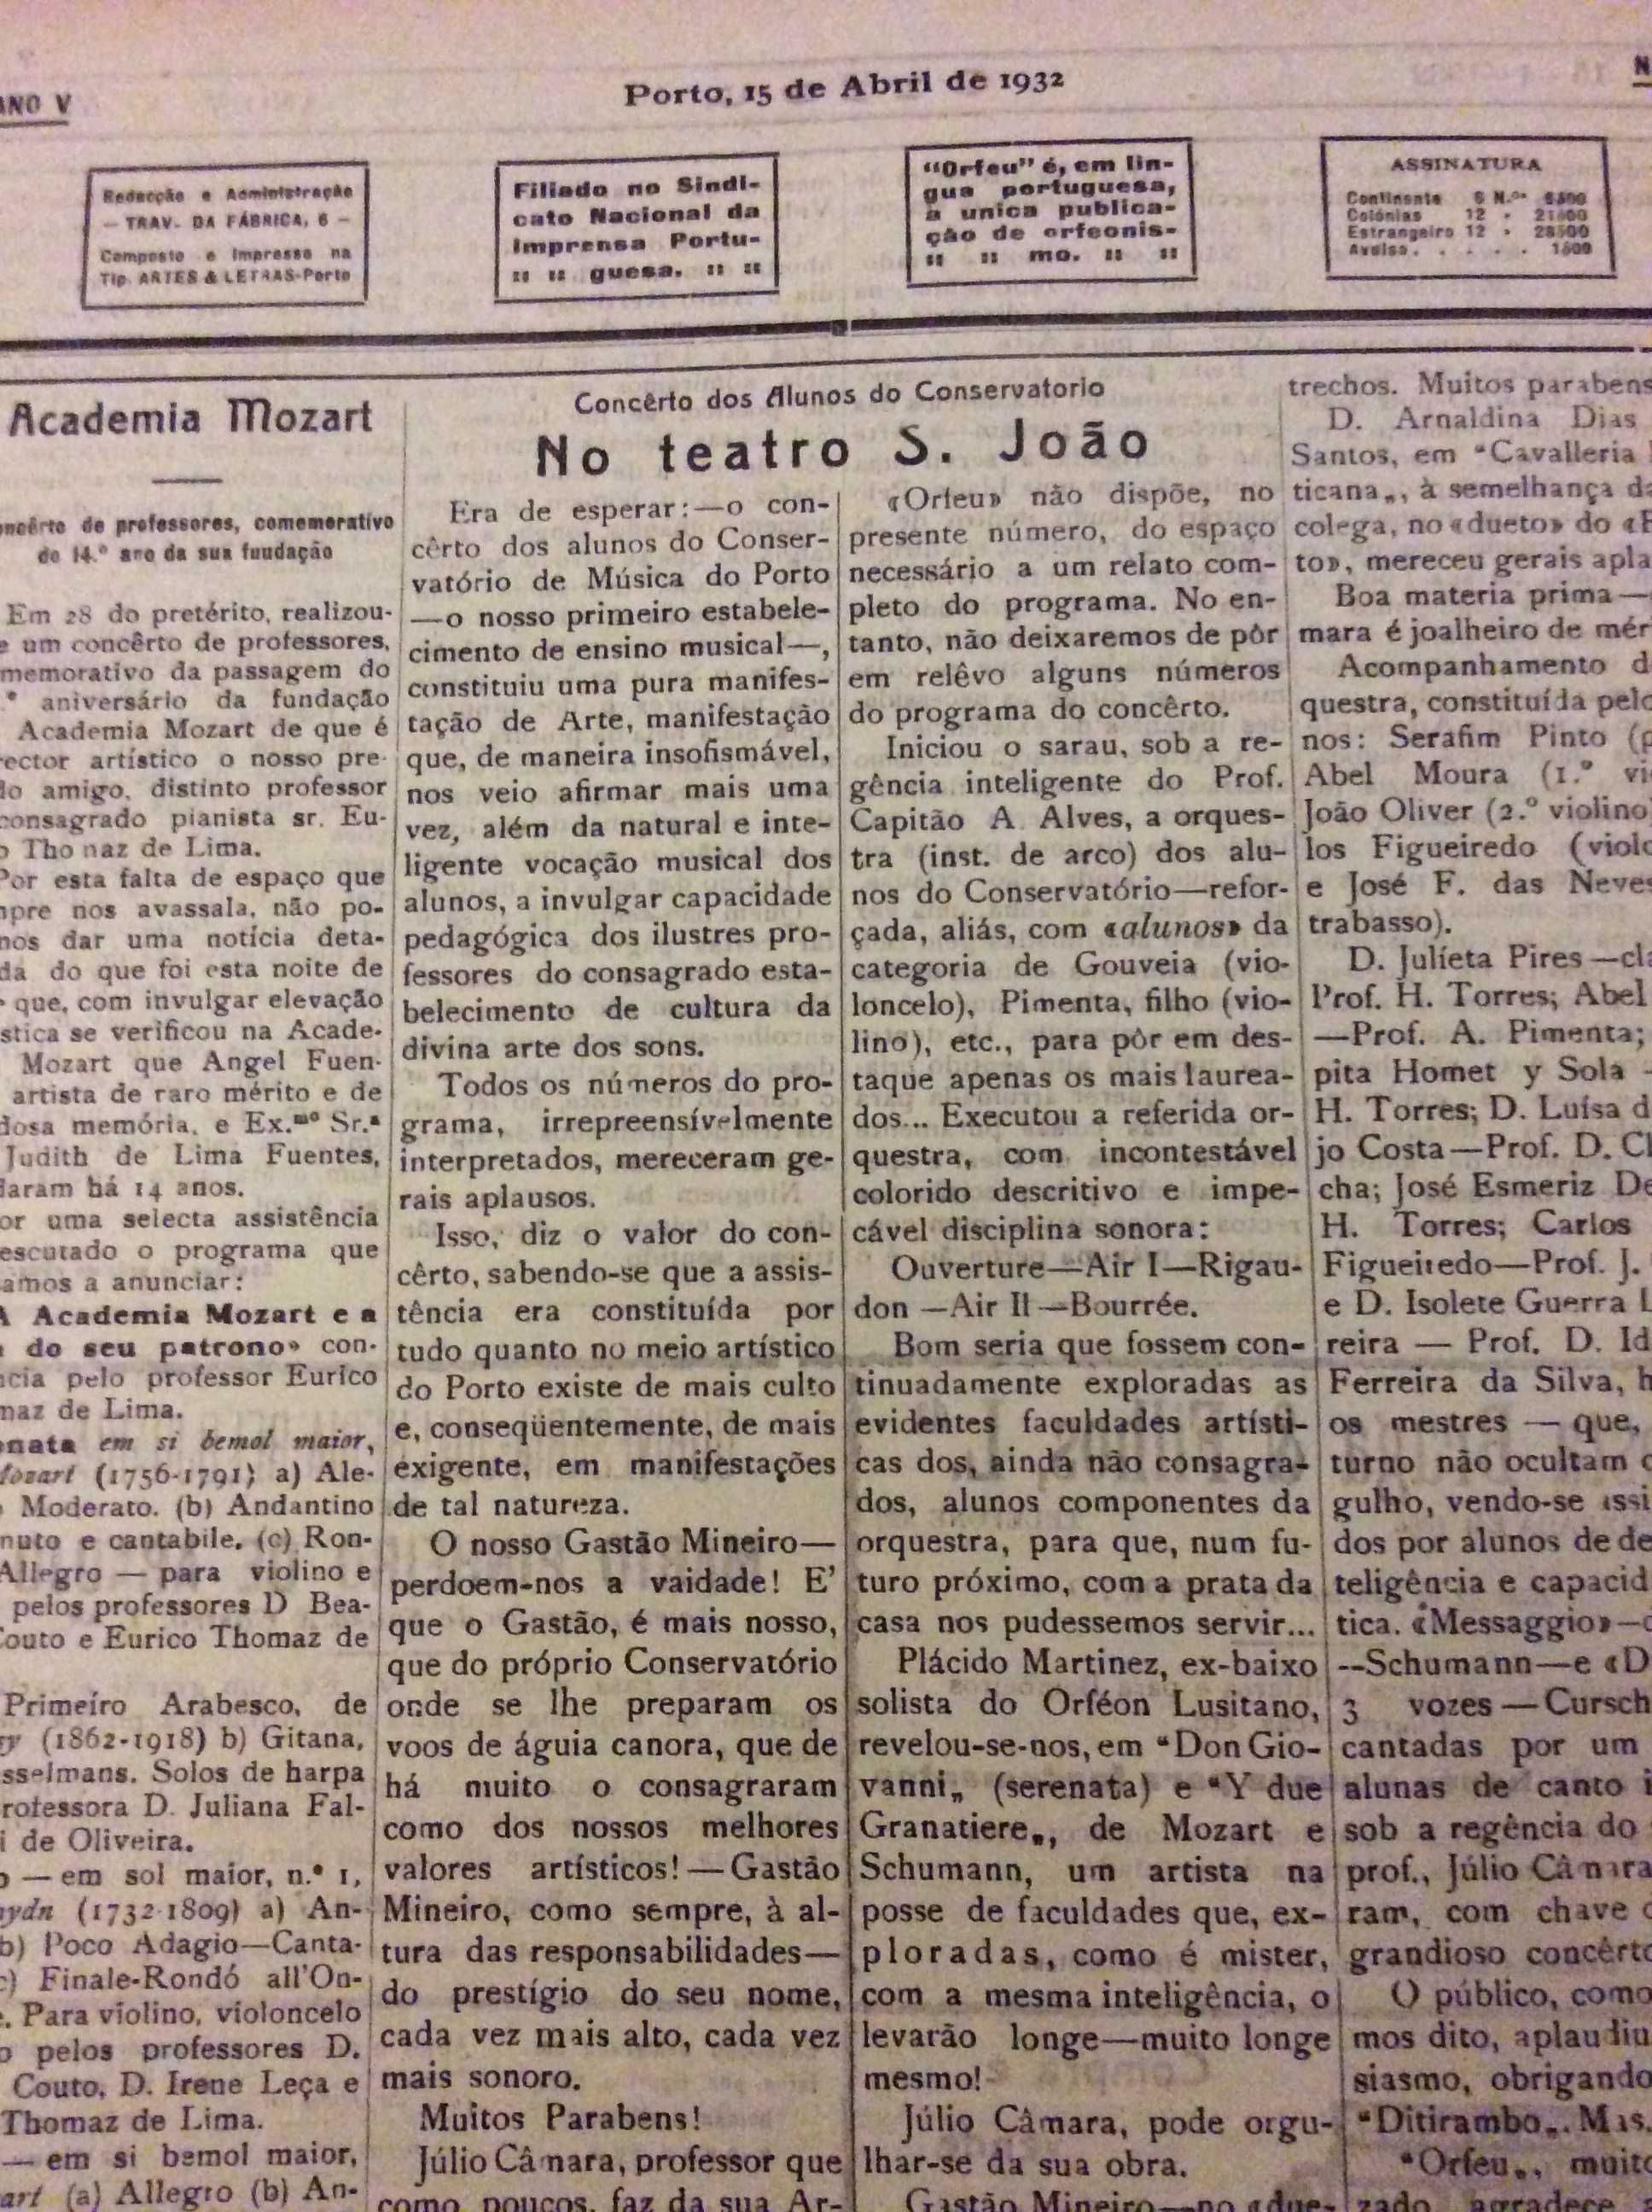 ANO V
Porto, 15 de Abril de 1932
N
Redacção e Administração
— TRAV. DA FÁBRICA, 6 —
Composto e Impresso na
Tip. ARTES & LETRAS-Porto
Filiado no Sindi-
cato Nacional da
Imprensa Portu-
" " guesa. " "
"Orfeu" é, em lin-
gua portuguesa,
a unica publica-
ção de orfeonis-
" " mo. " "
ASSINATURA
Continente 6 N.os
Colónias 12 »
Estrangeiro 12 »
Avulso . . . . .
Academia Mozart
oncêrto de professores, comemorativo
do 14.º ano da sua fuudação
Em 28 do pretérito, realizou-
e um concêrto de professores,
memorativo da passagem do
.º aniversário da fundação
Academia Mozart de que é
rector artístico o nosso pre-
do amigo, distinto professor
consagrado pianista sr. Eu-
o Thomaz de Lima.
Por esta falta de espaço que
mpre nos avassala, não po-
nos dar uma notícia deta-
da do que foi esta noite de
que, com invulgar elevação
stica se verificou na Acade-
Mozart que Angel Fuen-
artista de raro mérito e de
dosa memória, e Ex.mª Sr.ª
Judith de Lima Fuentes,
daram há 14 anos.
or uma selecta assistência
escutado o programa que
amos a anunciar:
A Academia Mozart e a
do seu patrono» con-
ncia pelo professor Eurico
naz de Lima.
onata em si bemol maior,
Mozart (1756-1791) a) Ale-
o Moderato. (b) Andantino
nuto e cantabile, (c) Ron-
Allegro — para violino e
pelos professores D Bea-
Couto e Eurico Thomaz de
Primeiro Arabesco, de
gy (1862-1918) b) Gitana,
sselmans. Solos de harpa
rofessora D. Juliana Fal-
i de Oliveira.
o — em sol maior, n.º 1,
aydn (1732-1809) a) An-
b) Poco Adagio—Canta-
c) Finale-Rondó all'On-
e. Para violino, violoncelo
o pelos professores D.
Couto, D. Irene Leça e
Thomaz de Lima.
— em si bemol maior,
art (a) Allegro (b) An-
Concêrto dos Alunos do Conservatorio
No teatro S. João
Era de esperar:—o con-
cêrto dos alunos do Conser-
vatório de Música do Porto
—o nosso primeiro estabele-
cimento de ensino musical—,
constituiu uma pura manifes-
tação de Arte, manifestação
que, de maneira insofismável,
nos veio afirmar mais uma
vez, além da natural e inte-
ligente vocação musical dos
alunos, a invulgar capacidade
pedagógica dos ilustres pro-
fessores do consagrado esta-
belecimento de cultura da
divina arte dos sons.
Todos os números do pro-
grama, irrepreensívelmente
interpretados, mereceram ge-
rais aplausos.
Isso, diz o valor do con-
cêrto, sabendo-se que a assis-
tência era constituída por
tudo quanto no meio artístico
do Porto existe de mais culto
e, conseqüentemente, de mais
exigente, em manifestações
de tal natureza.
O nosso Gastão Mineiro—
perdoem-nos a vaidade! E'
que o Gastão, é mais nosso,
que do próprio Conservatório
onde se lhe preparam os
voos de águia canora, que de
há muito o consagraram
como dos nossos melhores
valores artísticos! — Gastão
Mineiro, como sempre, à al-
tura das responsabilidades—
do prestígio do seu nome,
cada vez mais alto, cada vez
mais sonoro.
Muitos Parabens!
Júlio Câmara, professor que
como poucos, faz da sua Ar-
«Orfeu» não dispõe, no
presente número, do espaço
necessário a um relato com-
pleto do programa. No en-
tanto, não deixaremos de pôr
em relêvo alguns números
do programa do concêrto.
Iniciou o sarau, sob a re-
gência inteligente do Prof.
Capitão A. Alves, a orques-
tra (inst. de arco) dos alu-
nos do Conservatório—refor-
çada, aliás, com «alunos» da
categoria de Gouveia (vio-
loncelo), Pimenta, filho (vio-
lino), etc., para pôr em des-
taque apenas os mais laurea-
dos... Executou a referida or-
questra, com incontestável
colorido descritivo e impe-
cável disciplina sonora:
Ouverture—Air I—Rigau-
don —Air II—Bourrée.
Bom seria que fossem con-
tinuadamente exploradas as
evidentes faculdades artísti-
cas dos, ainda não consagra-
dos, alunos componentes da
orquestra, para que, num fu-
turo próximo, com a prata da
casa nos pudessemos servir...
Plácido Martinez, ex-baixo
solista do Orféon Lusitano,
revelou-se-nos, em "Don Gio-
vanni„ (serenata) e "Y due
Granatiere„, de Mozart e
Schumann, um artista na
posse de faculdades que, ex-
ploradas, como é mister,
com a mesma inteligência, o
levarão longe—muito longe
mesmo!
Júlio Câmara, pode orgu-
lhar-se da sua obra.
Gastão Mineiro—no «due-
trechos. Muitos parabens
D. Arnaldina Dias
Santos, em "Cavalleria
ticana„, à semelhança da
colega, no «dueto» do «
to», mereceu gerais apla
Boa materia prima—
mara é joalheiro de mér
Acompanhamento d
questra, constituída pelo
nos: Serafim Pinto (p
Abel Moura (1.º vi
João Oliver (2.º violino
los Figueiredo (viol
e José F. das Neves
trabasso).
D. Julieta Pires —cla
Prof. H. Torres; Abel
—Prof. A. Pimenta;
pita Homet y Sola -
H. Torres; D. Luísa d
jo Costa—Prof. D. C
cha; José Esmeriz De
H. Torres; Carlos
Figueiredo—Prof. J.
e D. Isolete Guerra L
reira — Prof. D. Id
Ferreira da Silva, h
os mestres — que,
turno não ocultam o
gulho, vendo-se assi
dos por alunos de de
teligência e capacid
tica. «Messaggio»—
--Schumann—e «D
3 vozes — Cursch
cantadas por um
alunas de canto i
sob a regência do
prof., Júlio Câmara
ram, com chave
grandioso concêrto
O público, como
mos dito, aplaudiu
siasmo, obrigando
"Ditirambo„. Mas.
"Orfeu„, muito
zado, agradece